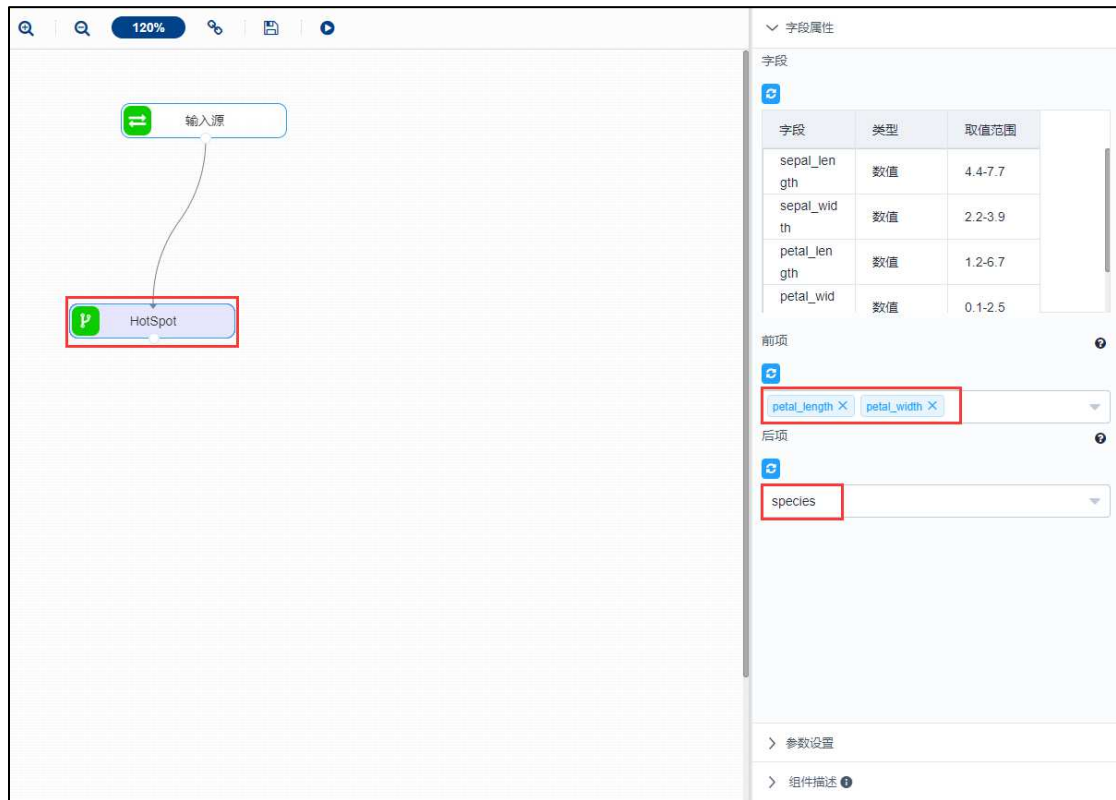 120%
输入源
HotSpot
字段属性
字段
字段 类型 取值范围
sepal_len
gth 数值 4.4-7.7
sepal_wid
th 数值 2.2-3.9
petal_len
gth 数值 1.2-6.7
petal_wid
数值 0.1-2.5
前项
petal_length petal_width
后项
species
参数设置
组件描述